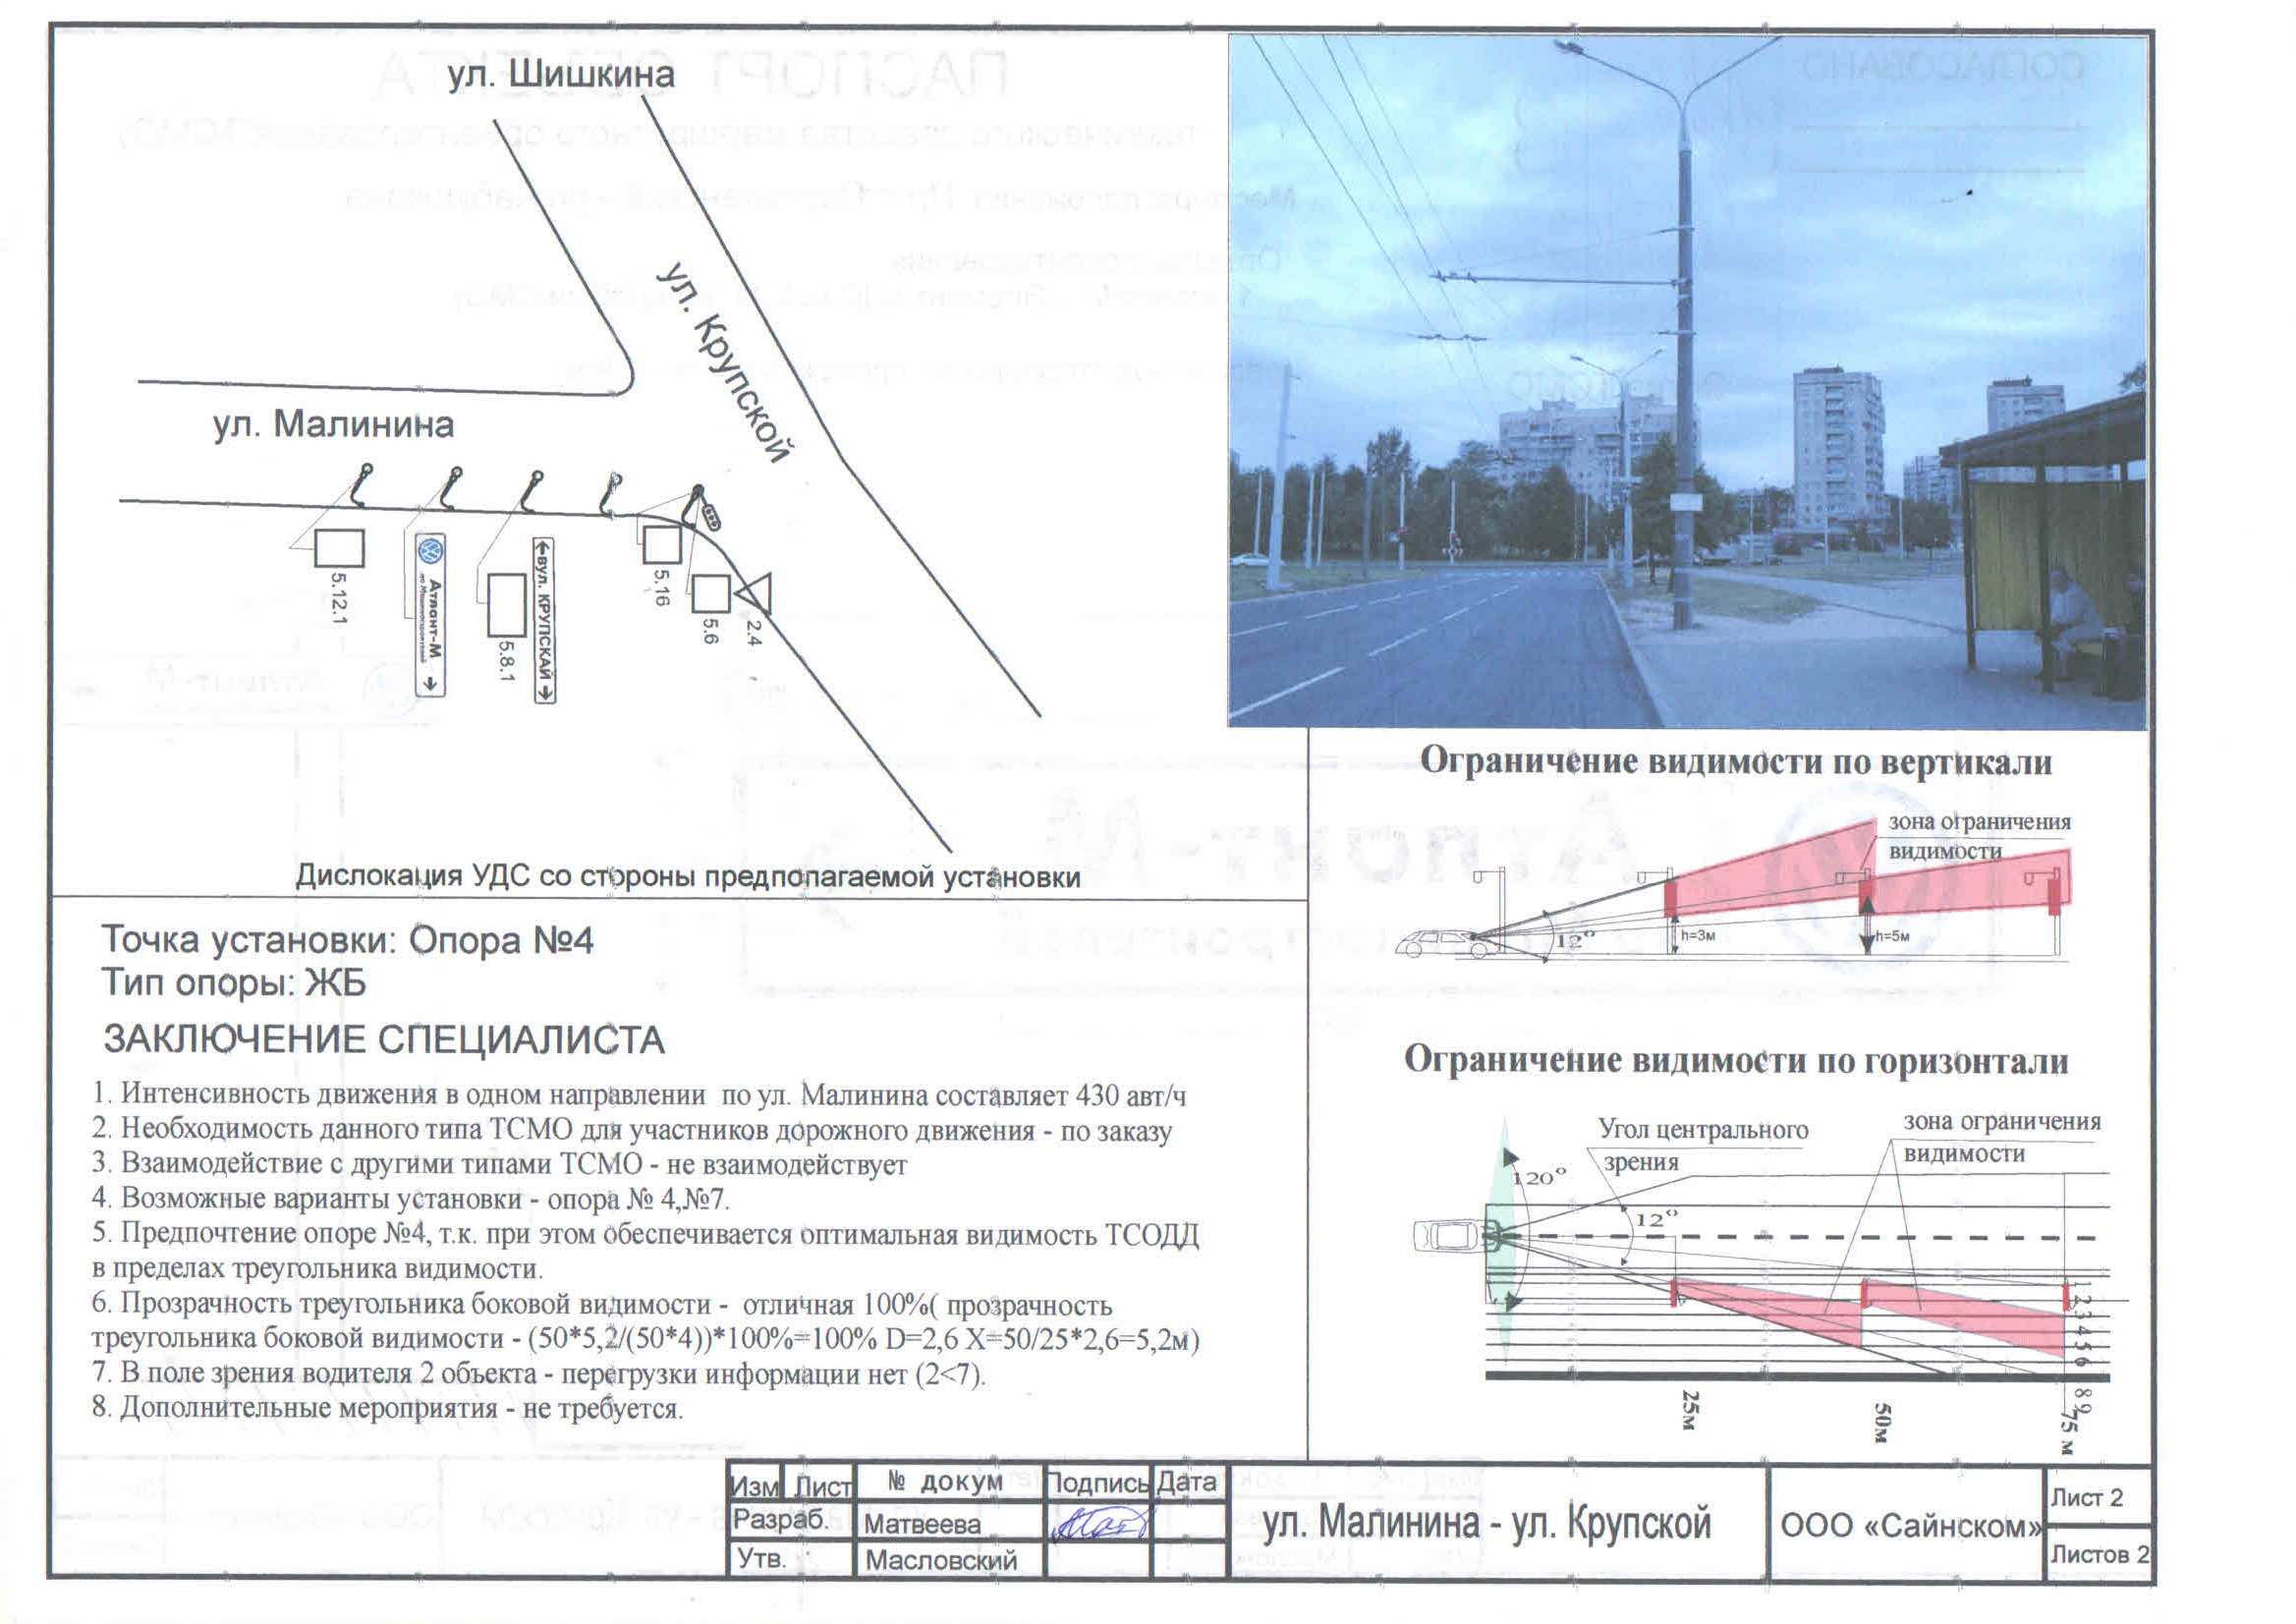 ул. Шишкина
ул. Крупской
ул. Малинина
5.12.1
Атлант-М
5.8.1
вул. КРУПСКАЙ
5.16
5.6
2.4
Дислокация УДС со стороны предполагаемой установки
Точка установки: Опора №4
Тип опоры: ЖБ
ЗАКЛЮЧЕНИЕ СПЕЦИАЛИСТА
1. Интенсивность движения в одном направлении по ул. Малинина составляет 430 авт/ч
2. Необходимость данного типа ТСМО для участников дорожного движения - по заказу
3. Взаимодействие с другими типами ТСМО - не взаимодействует
4. Возможные варианты установки - опора № 4,№7.
5. Предпочтение опоре №4, т.к. при этом обеспечивается оптимальная видимость ТСОДД
в пределах треугольника видимости.
6. Прозрачность треугольника боковой видимости - отличная 100%( прозрачность
треугольника боковой видимости - (50*5,2/(50*4))*100%=100% D=2,6 X=50/25*2,6=5,2м)
7. В поле зрения водителя 2 объекта - перегрузки информации нет (2<7).
8. Дополнительные мероприятия - не требуется.
Ограничение видимости по вертикали
зона ограничения
видимости
12°
h=3м
h=5м
Ограничение видимости по горизонтали
Угол центрального
зрения
зона ограничения
видимости
120°
12°
1 2 3 4 5 6 8 9
25м
50м
75 м
Изм Лист № докум Подпись Дата
Разраб. Матвеева
Утв. Масловский
ул. Малинина - ул. Крупской
ООО «Сайнском»
Лист 2
Листов 2